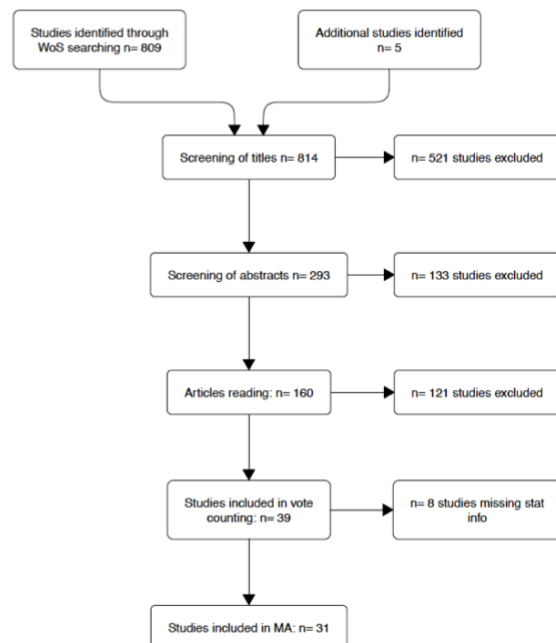 Studies identified through
WoS searching n= 809
Additional studies identified
n= 5
Screening of titles n= 814
n= 521 studies excluded
Screening of abstracts n= 293
n= 133 studies excluded
Articles reading: n= 160
n= 121 studies excluded
Studies included in vote
counting: n= 39
n= 8 studies missing stat
info
Studies included in MA: n= 31